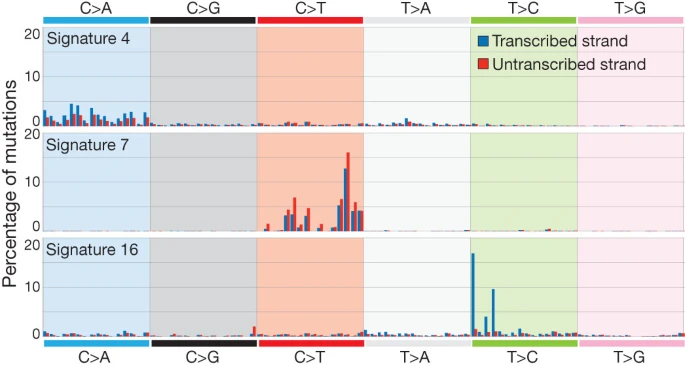 C>A C>G C>T T>A T>C T>G
Percentage of mutations
20
10
0
Signature 4
Transcribed strand
Untranscribed strand
20
10
0
Signature 7
20
10
0
Signature 16
C>A C>G C>T T>A T>C T>G